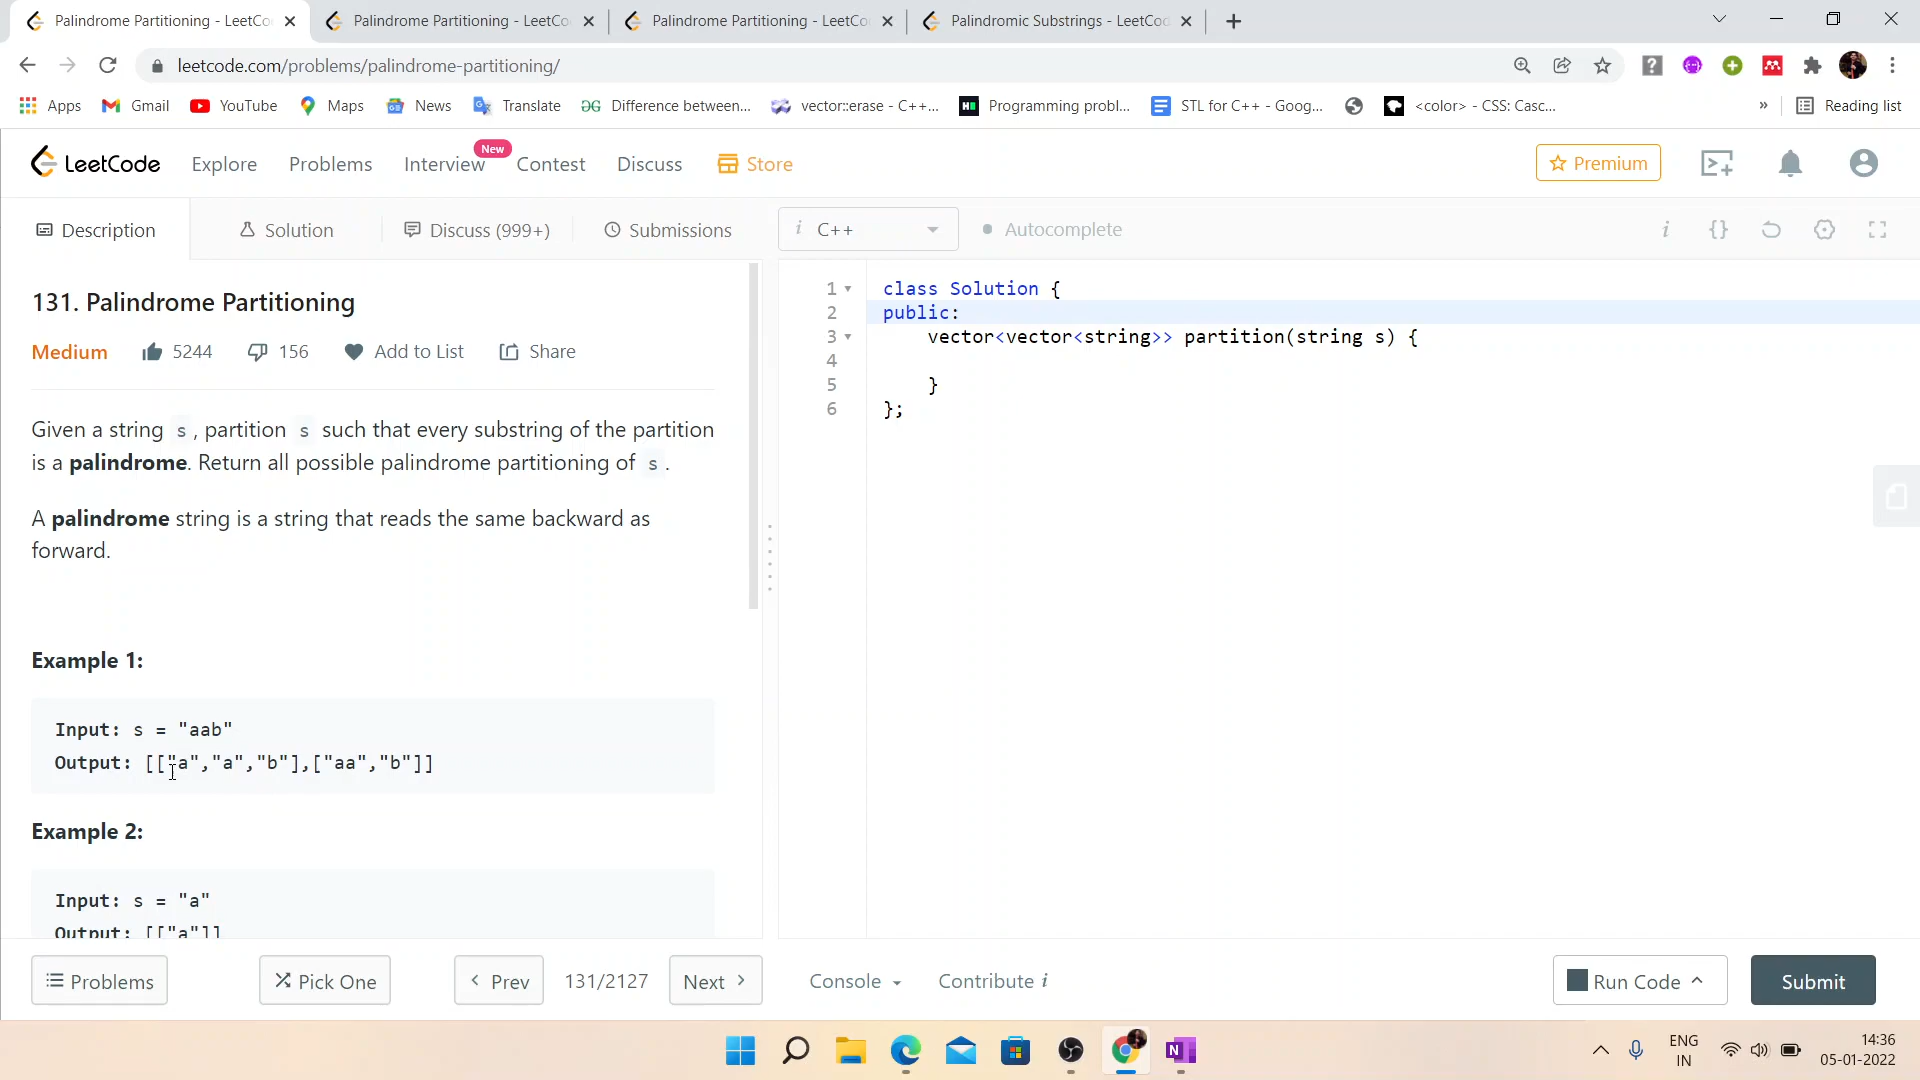 Palindrome Partitioning - LeetCo
Palindrome Partitioning - LeetCo
Palindrome Partitioning - LeetCo
Palindromic Substrings - LeetCod
leetcode.com/problems/palindrome-partitioning/
Apps
Gmail
YouTube
Maps
News
Translate
Difference between...
vector::erase - C++...
Programming probl...
STL for C++ - Goog...
<color> - CSS: Casc...
»
Reading list
LeetCode
Explore
Problems
Interview
New
Contest
Discuss
Store
Premium
Description
Solution
Discuss (999+)
Submissions
i C++
Autocomplete
i {}
131. Palindrome Partitioning
Medium
5244
156
Add to List
Share
Given a string s, partition s such that every substring of the partition
is a palindrome. Return all possible palindrome partitioning of s.
A palindrome string is a string that reads the same backward as
forward.
Example 1:
Input: s = "aab"
Output: [["a","a","b"],["aa","b"]]
Example 2:
Input: s = "a"
Output: [["a"]]
1 class Solution {
2 public:
3 vector<vector<string>> partition(string s) {
4
5 }
6 };
Problems
Pick One
Prev
131/2127
Next
Console
Contribute i
Run Code
Submit
ENG
IN
14:36
05-01-2022